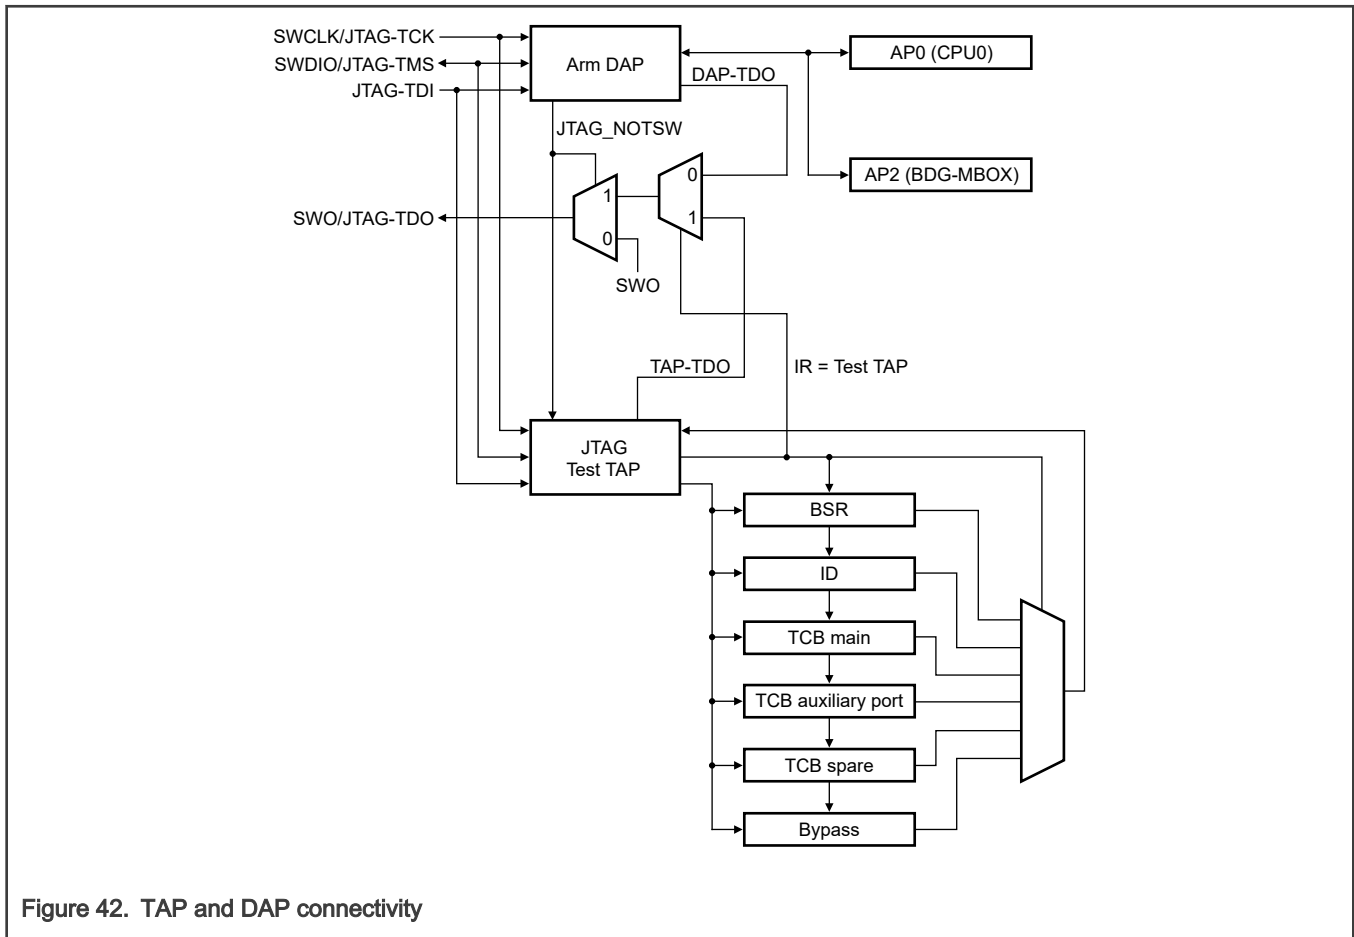 SWCLK/JTAG-TCK
SWDIO/JTAG-TMS
JTAG-TDI
Arm DAP
AP0 (CPU0)
DAP-TDO
JTAG_NOTSW
AP2 (BDG-MBOX)
0
1
1
0
SWO/JTAG-TDO
SWO
TAP-TDO
IR = Test TAP
JTAG
Test TAP
BSR
ID
TCB main
TCB auxiliary port
TCB spare
Bypass
Figure 42. TAP and DAP connectivity